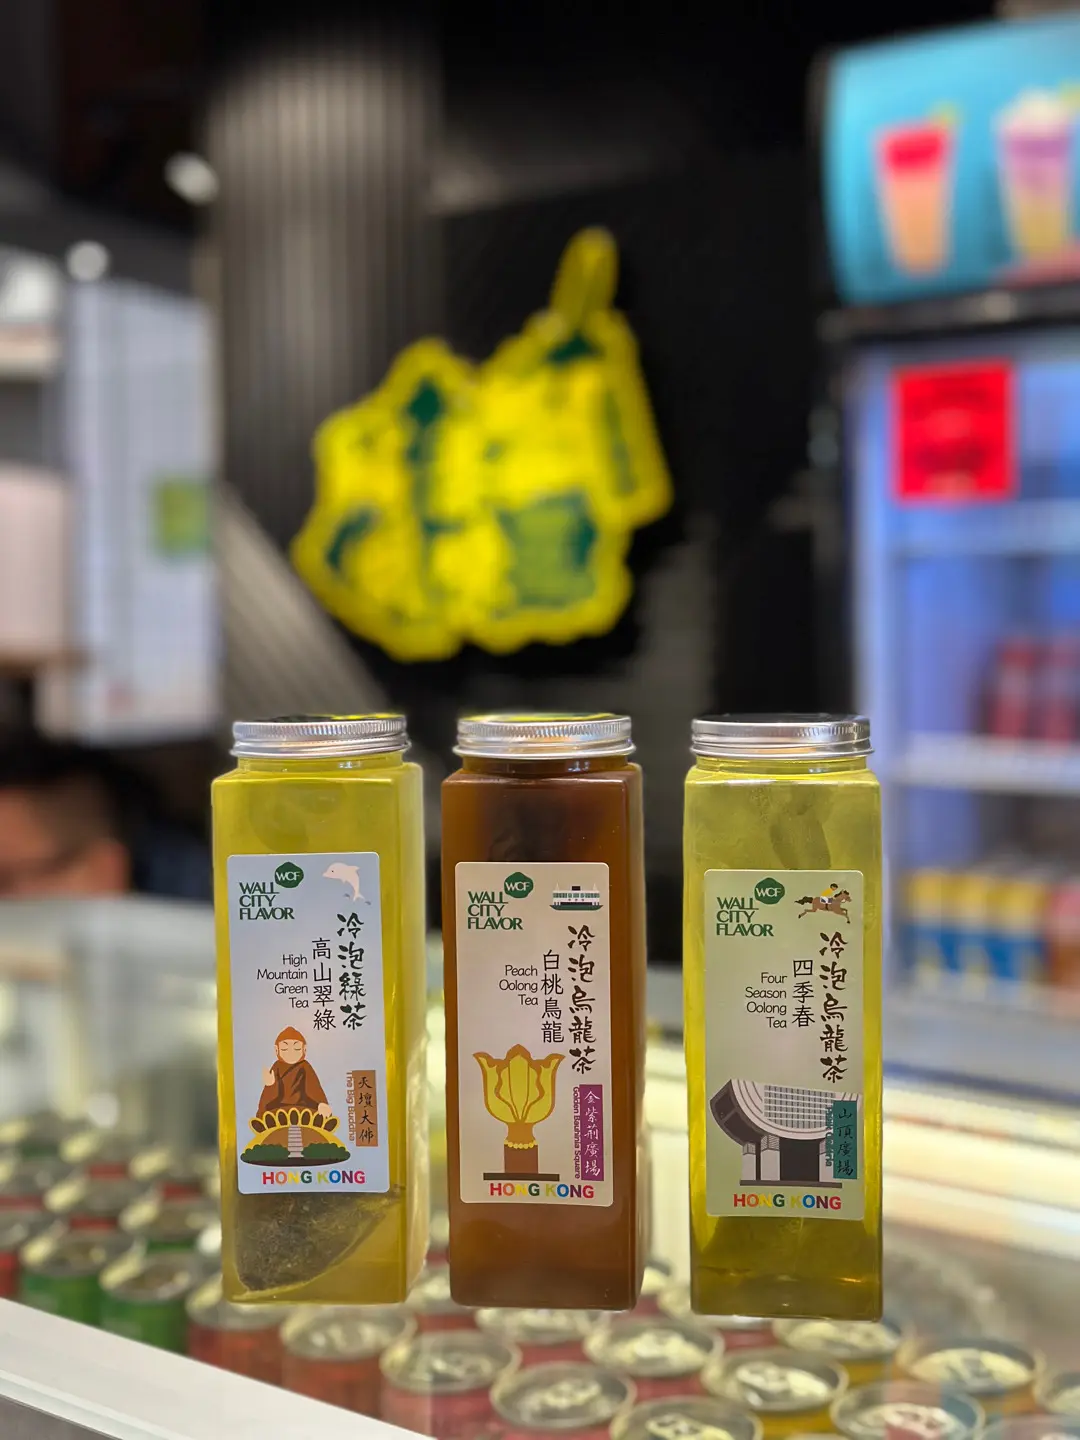 WCF
WALL
CITY
FLAVOR
冷泡綠茶
高山翠綠
High
Mountain
Green
Tea
天壇大佛
The Big Buddha
HONG KONG
WCF
WALL
CITY
FLAVOR
冷泡烏龍茶
白桃烏龍
Peach
Oolong
Tea
金紫荊廣場
HONG KONG
WCF
WALL
CITY
FLAVOR
冷泡烏龍茶
四季春
Four
Season
Oolong
Tea
山頂廣場
HONG KONG